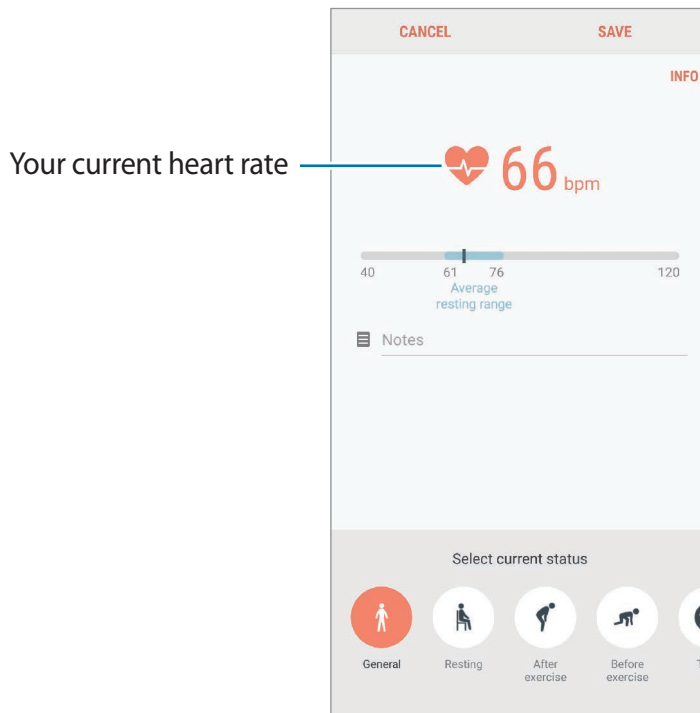 CANCEL SAVE
INFO
Your current heart rate
66 bpm
40 61 76 120
Average
resting range
Notes
Select current status
General Resting After Before
exercise exercise